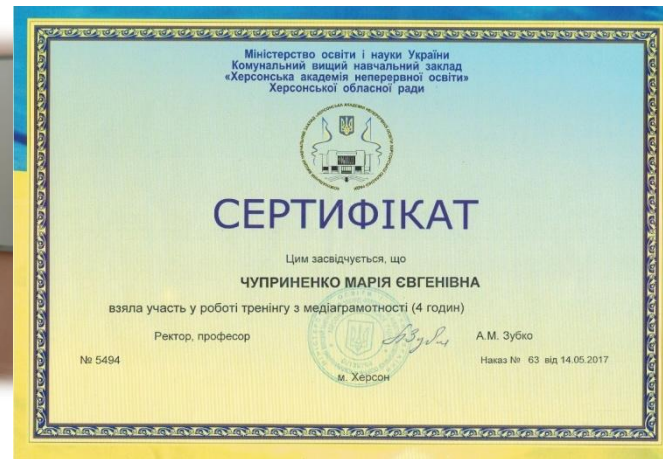 Міністерство освіти і науки України
Комунальний вищий навчальний заклад
«Херсонська академія неперервної освіти»
Херсонської обласної ради
СЕРТИФІКАТ
Цим засвідчується, що
ЧУПРИНЕНКО МАРІЯ ЄВГЕНІВНА
взяла участь у роботі тренінгу з медіаграмотності (4 годин)
Ректор, професор А.М. Зубко
№ 5494 Наказ № 63 від 14.05.2017
м. Херсон